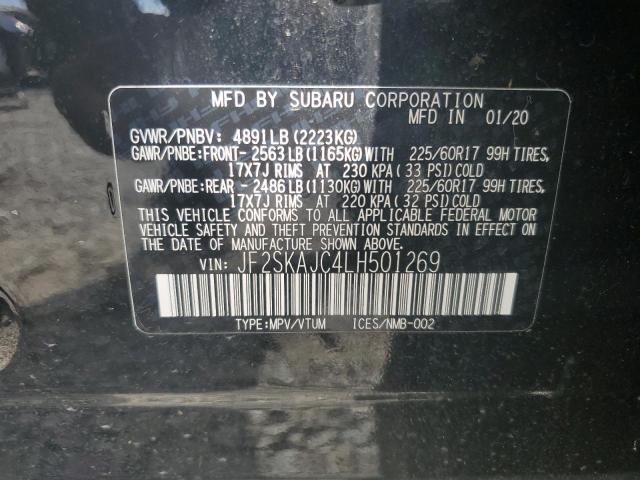 MFD BY SUBARU CORPORATION
MFD IN 01/20
GVWR/PNBV: 4891LB(2223KG)
GAWR/PNBE:FRONT-2563LB(1165KG)WITH 225/60R17 99H TIRES,
17X7J RIMS AT 230 KPA(33 PSI)COLD
GAWR/PNBE:REAR -2486LB(1130KG)WITH 225/60R17 99H TIRES,
17X7J RIMS AT 220 KPA(32 PSI)COLD
THIS VEHICLE CONFORMS TO ALL APPLICABLE FEDERAL MOTOR
VEHICLE SAFETY AND THEFT PREVENTION STANDARDS IN EFFECT
ON THE DATE OF MANUFACTURE SHOWN ABOVE.
VIN: JF2SKAJC4LH501269
TYPE:MPV/VTUM ICES/NMB-002